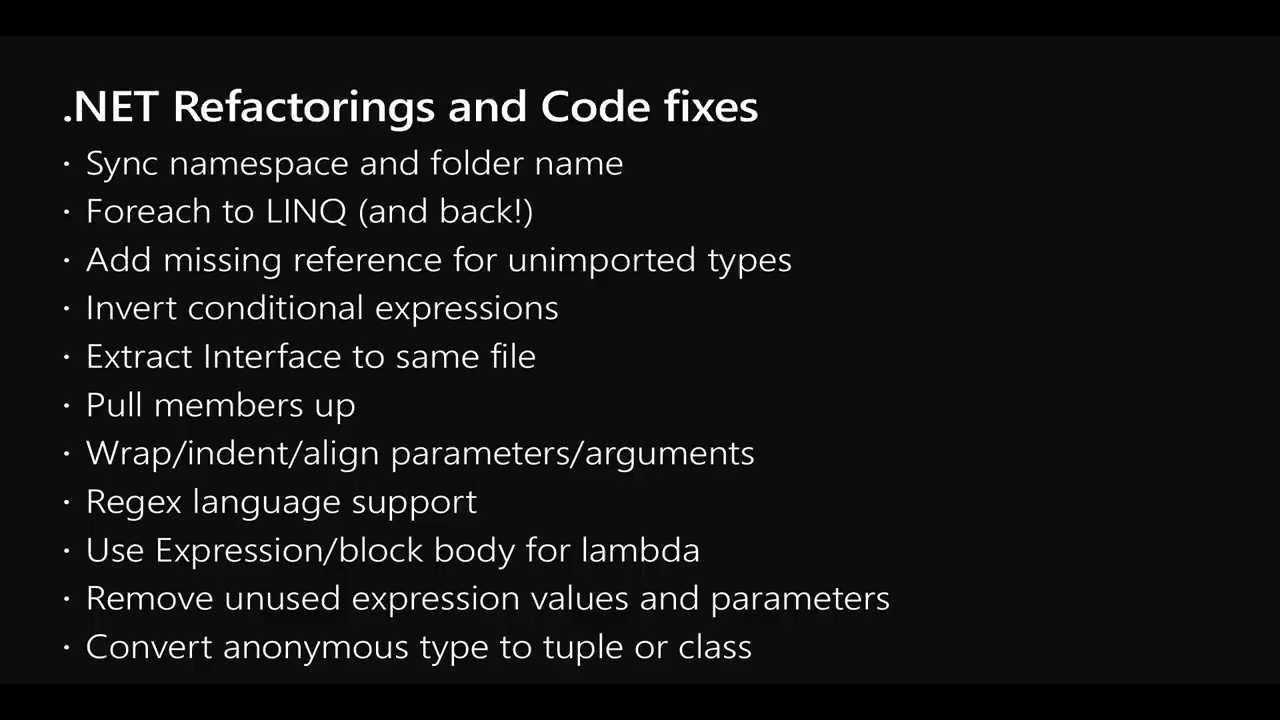 .NET Refactorings and Code fixes
· Sync namespace and folder name
· Foreach to LINQ (and back!)
· Add missing reference for unimported types
· Invert conditional expressions
· Extract Interface to same file
· Pull members up
· Wrap/indent/align parameters/arguments
· Regex language support
· Use Expression/block body for lambda
· Remove unused expression values and parameters
· Convert anonymous type to tuple or class